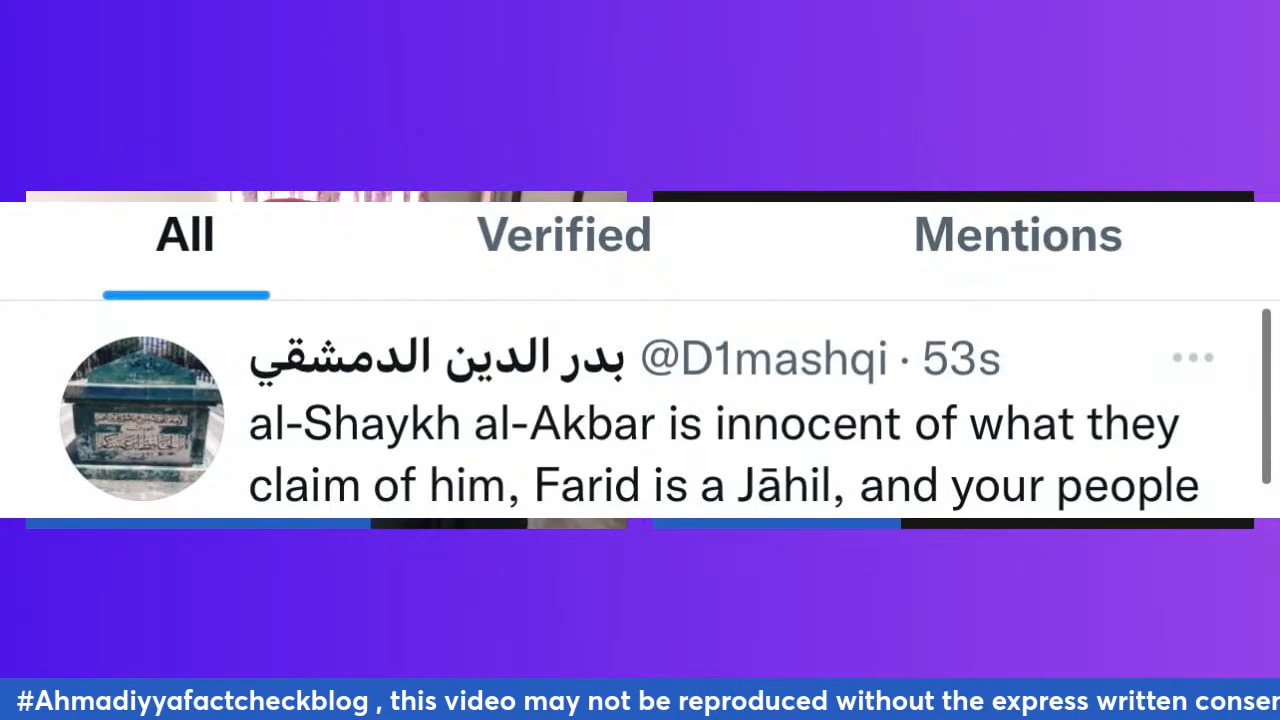 All Verified Mentions
بدر الدين الدمشقي @D1mashqi · 53s
al-Shaykh al-Akbar is innocent of what they
claim of him, Farid is a Jāhil, and your people
#Ahmadiyyafactcheckblog , this video may not be reproduced without the express written